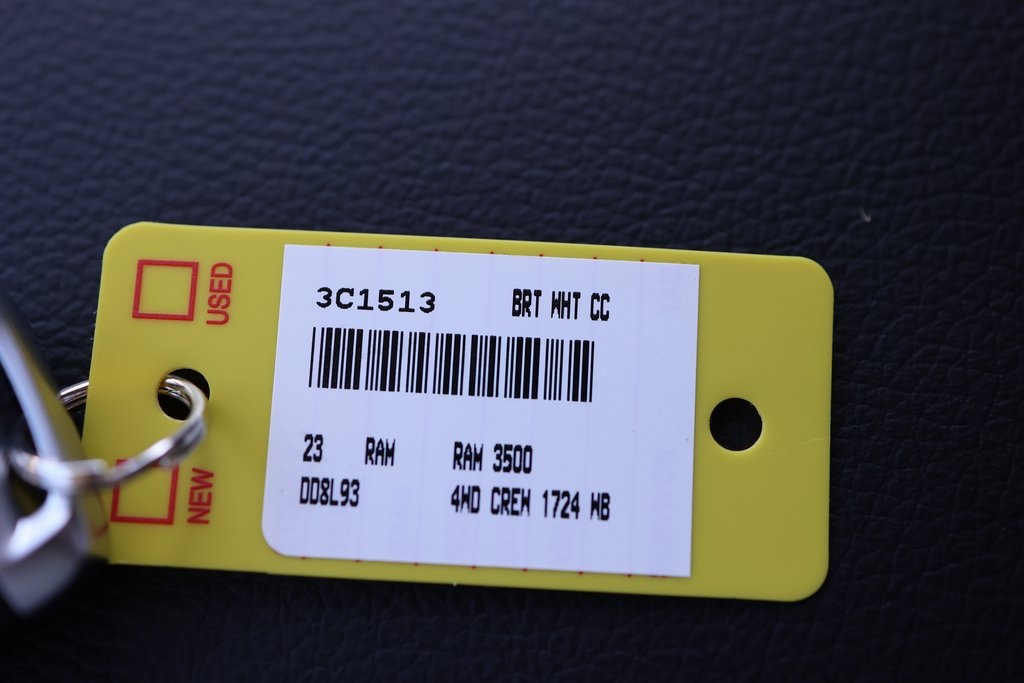 USED
NEW
3C1513 BRT WHT CC
23 RAM RAM 3500
DD8L93 4WD CREW 1724 WB